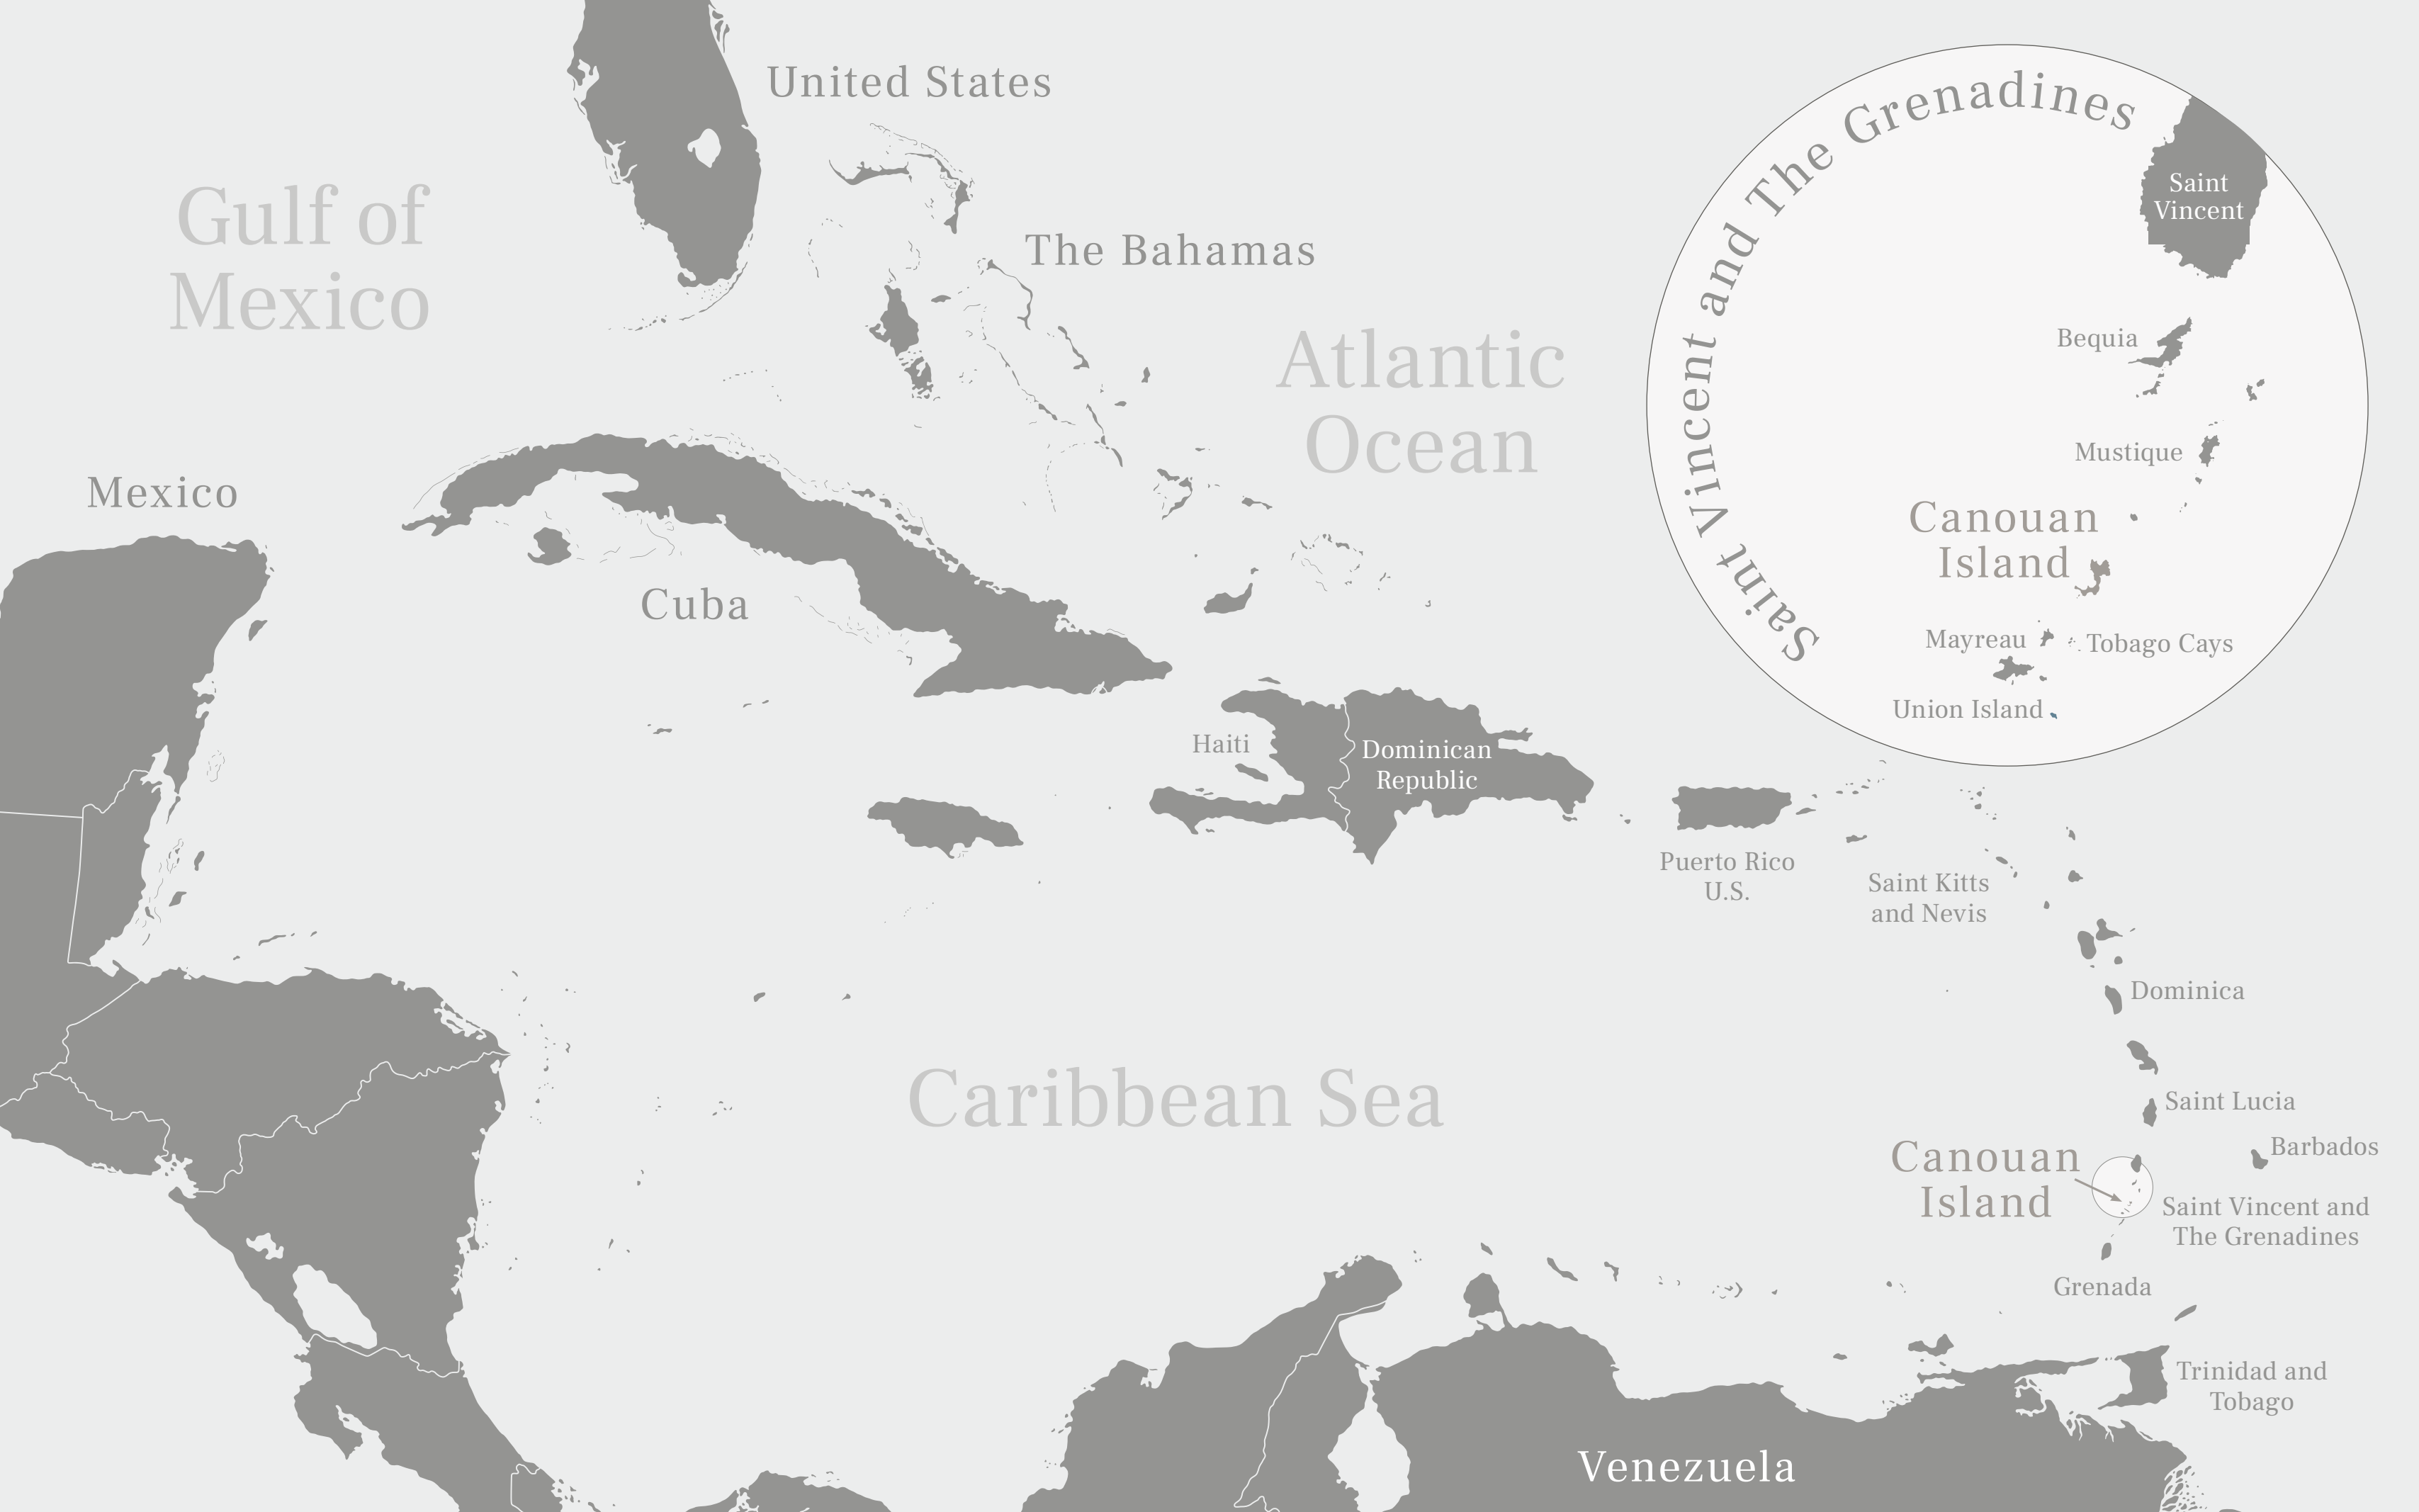 United States
Gulf of
Mexico
The Bahamas
Atlantic
Ocean
Mexico
Cuba
Haiti
Dominican
Republic
Puerto Rico
U.S.
Saint Kitts
and Nevis
Dominica
Caribbean Sea
Saint Lucia
Barbados
Canouan
Island
Saint Vincent and
The Grenadines
Grenada
Trinidad and
Tobago
Venezuela
Saint Vincent and The Grenadines
Saint
Vincent
Bequia
Mustique
Canouan
Island
Mayreau
Tobago Cays
Union Island